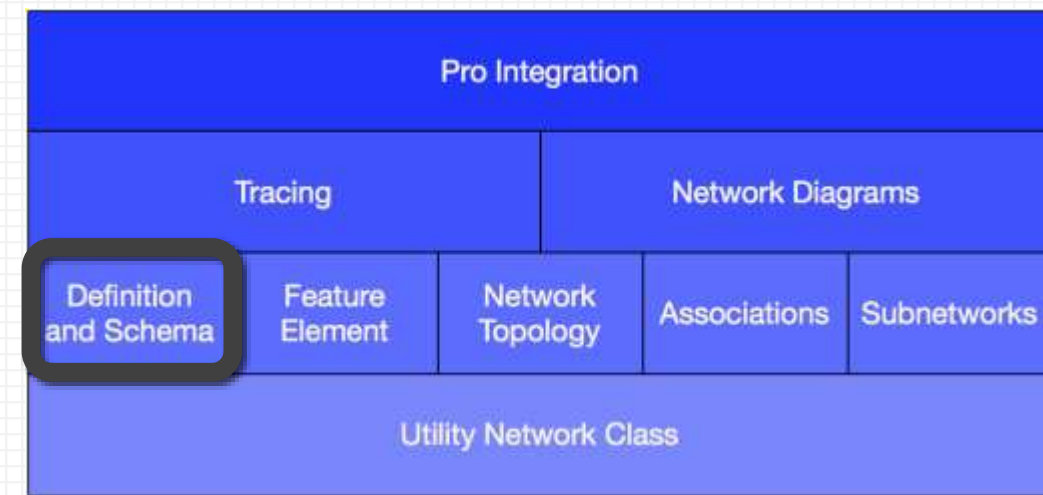 Pro Integration
Tracing
Network Diagrams
Definition
and Schema
Feature
Element
Network
Topology
Associations
Subnetworks
Utility Network Class